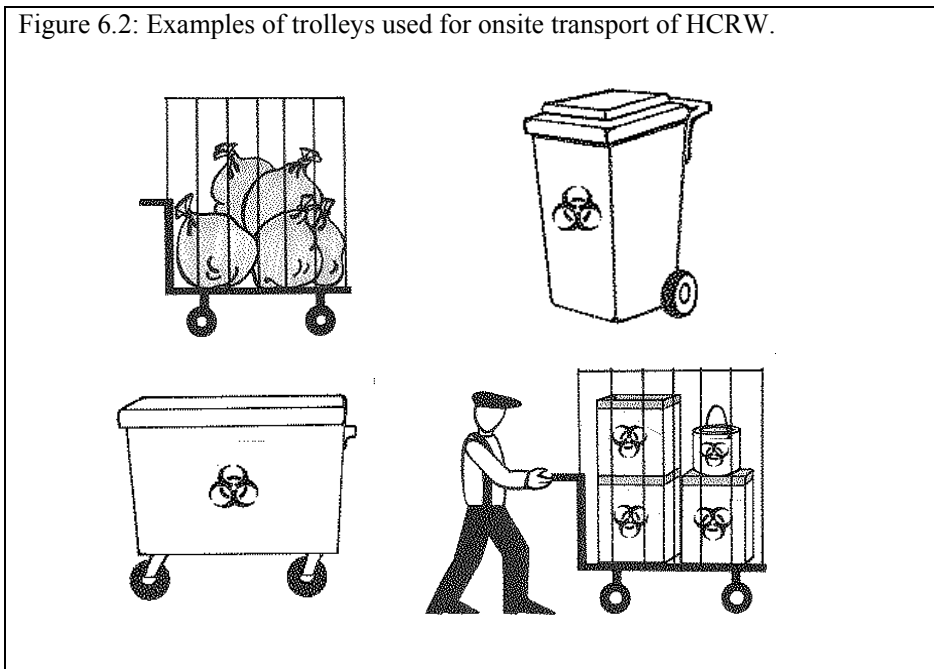 Figure 6.2: Examples of trolleys used for onsite transport of HCRW.